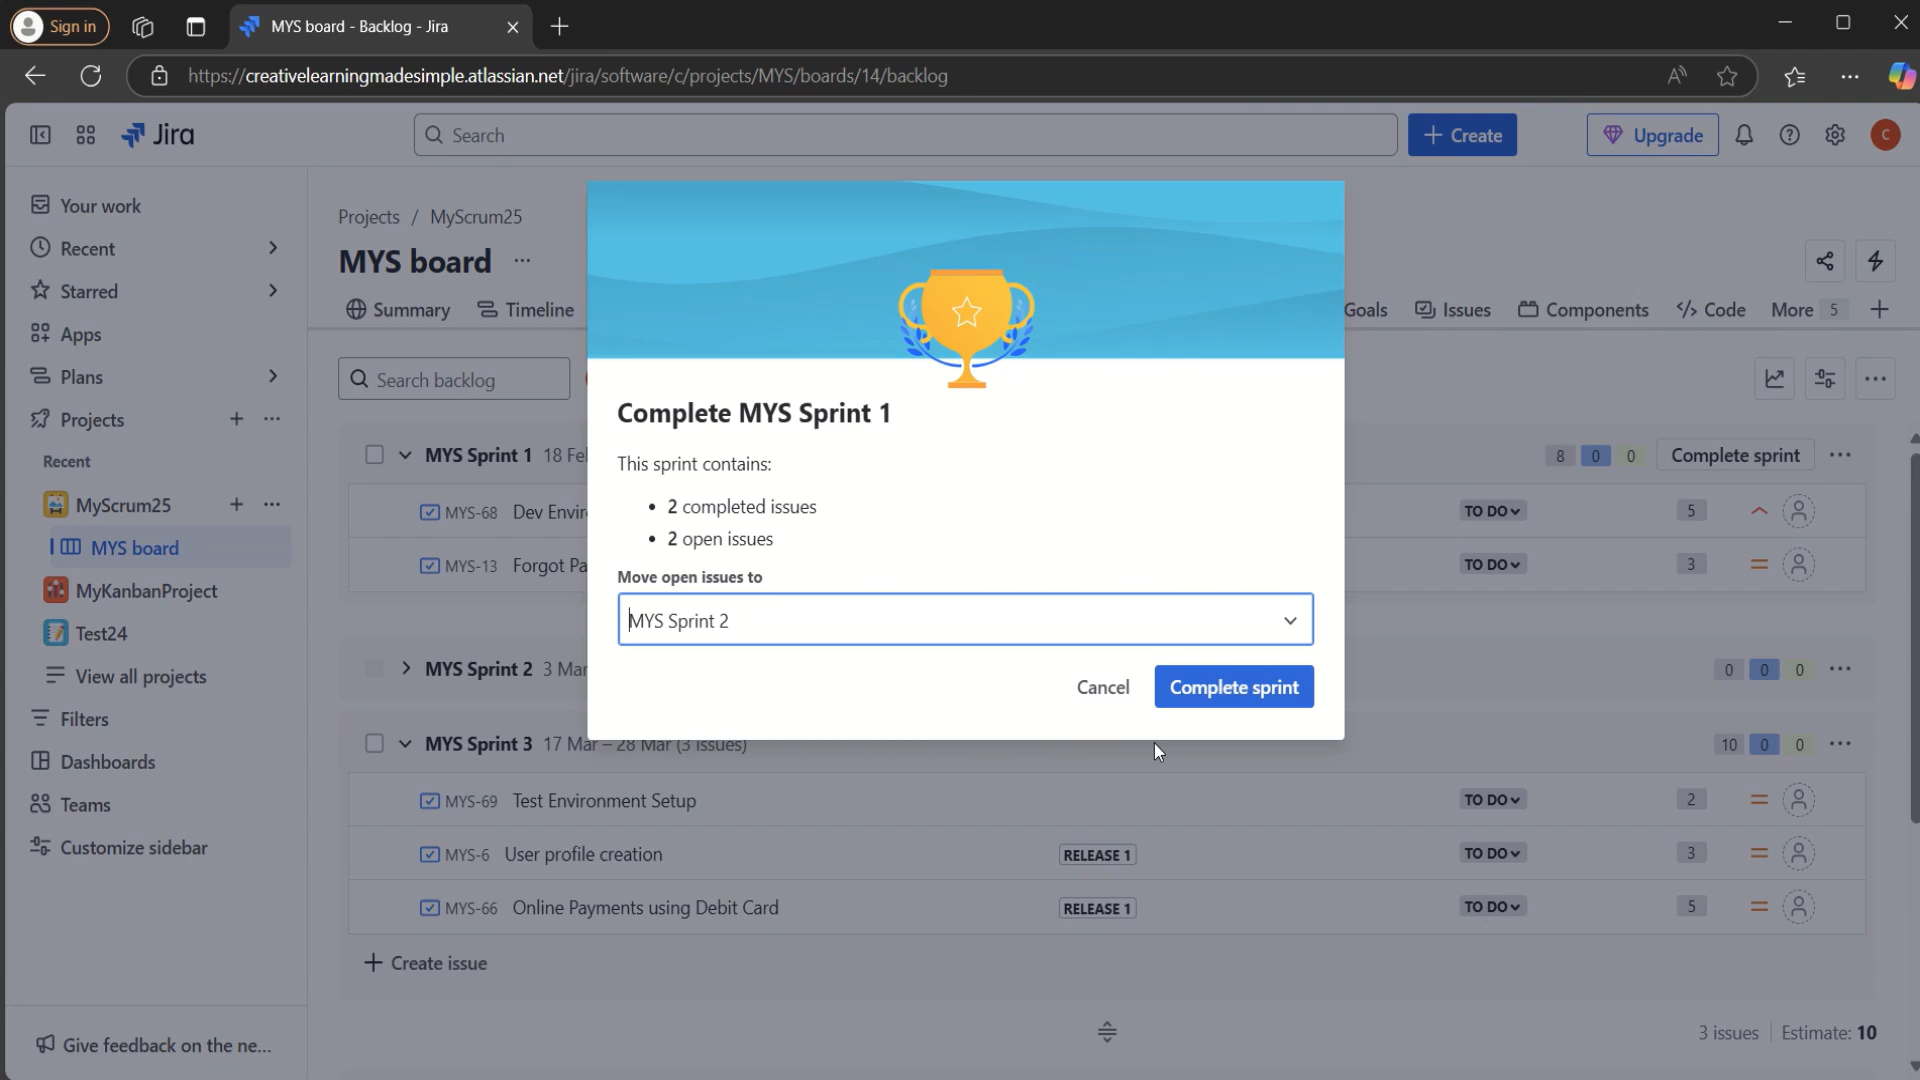 Sign in
MYS board - Backlog - Jira
https://creativelearningmadesimple.atlassian.net/jira/software/c/projects/MYS/boards/14/backlog
Jira
Search
Create
Upgrade
C
Your work
Recent
Starred
Apps
Plans
Projects
Recent
MyScrum25
MYS board
MyKanbanProject
Test24
View all projects
Filters
Dashboards
Teams
Customize sidebar
Give feedback on the ne...
Projects / MyScrum25
MYS board
Summary
Timeline
Goals
Issues
Components
Code
More 5
Search backlog
MYS Sprint 1 18 Fe
8 0 0 Complete sprint
MYS-68 Dev Envir
TO DO 5
MYS-13 Forgot Pa
TO DO 3
MYS Sprint 2 3 Mar
0 0 0
MYS Sprint 3 17 Mar – 28 Mar (3 issues)
10 0 0
MYS-69 Test Environment Setup TO DO 2
MYS-6 User profile creation RELEASE 1 TO DO 3
MYS-66 Online Payments using Debit Card RELEASE 1 TO DO 5
Create issue
3 issues Estimate: 10
Complete MYS Sprint 1
This sprint contains:
• 2 completed issues
• 2 open issues
Move open issues to
MYS Sprint 2
Cancel
Complete sprint